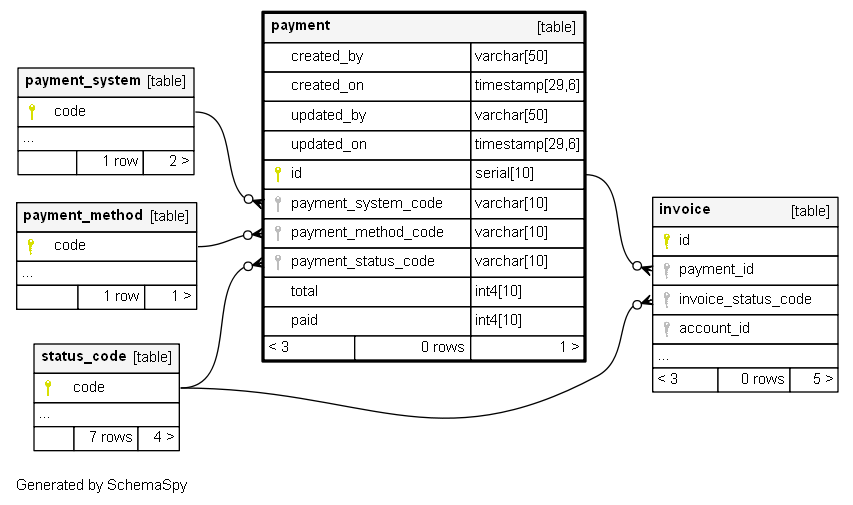 payment [table]
created_by varchar[50]
created_on timestamp[29,6]
updated_by varchar[50]
updated_on timestamp[29,6]
id serial[10]
payment_system_code varchar[10]
payment_method_code varchar[10]
payment_status_code varchar[10]
total int4[10]
paid int4[10]
< 3 0 rows 1 >
payment_system [table]
code
...
1 row 2 >
payment_method [table]
code
...
1 row 1 >
status_code [table]
code
...
7 rows 4 >
invoice [table]
id
payment_id
invoice_status_code
account_id
...
< 3 0 rows 5 >
Generated by SchemaSpy